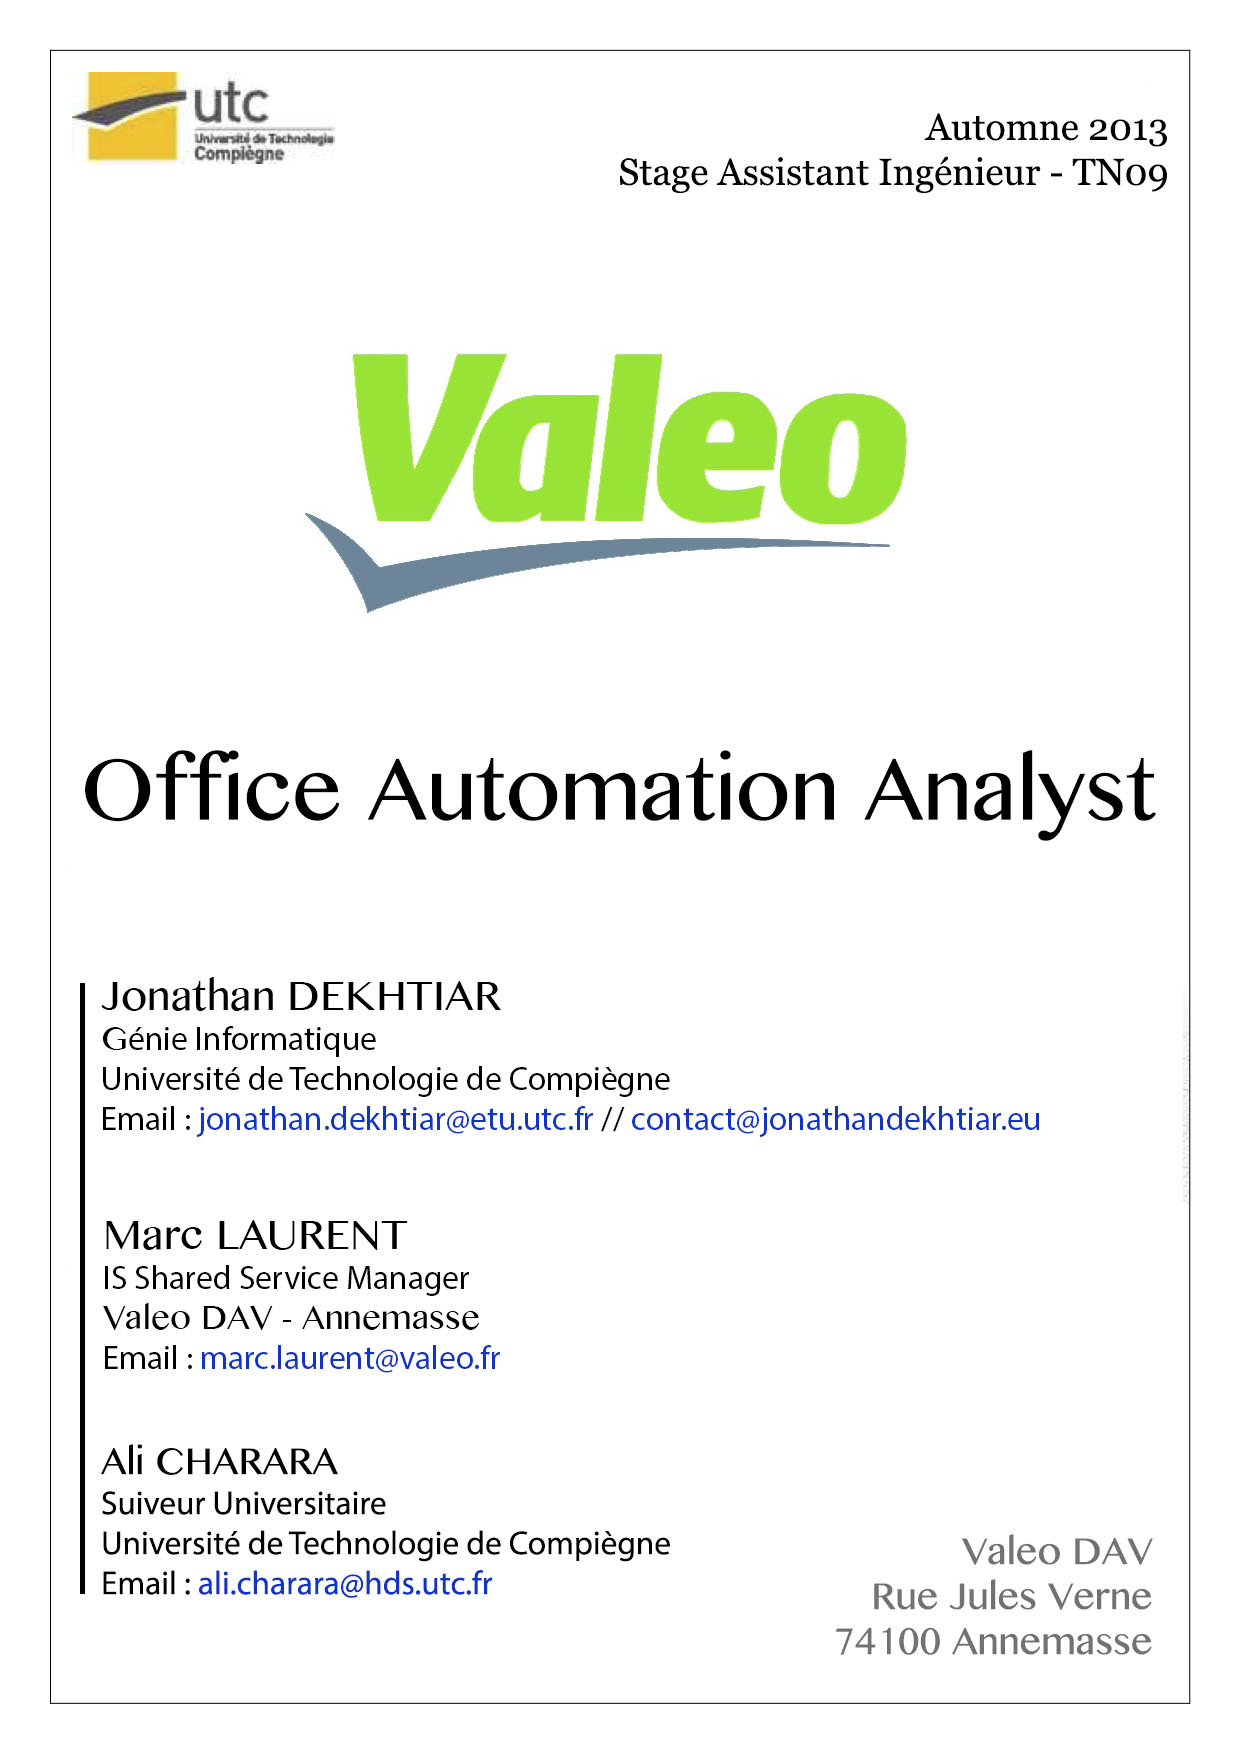 utc
Université de Technologie
Compiègne
Automne 2013
Stage Assistant Ingénieur - TN09
Valeo
Office Automation Analyst
Jonathan DEKHTIAR
Génie Informatique
Université de Technologie de Compiègne
Email : jonathan.dekhtiar@etu.utc.fr // contact@jonathandekhtiar.eu
Marc LAURENT
IS Shared Service Manager
Valeo DAV - Annemasse
Email : marc.laurent@valeo.fr
Ali CHARARA
Suiveur Universitaire
Université de Technologie de Compiègne
Email : ali.charara@hds.utc.fr
Valeo DAV
Rue Jules Verne
74100 Annemasse